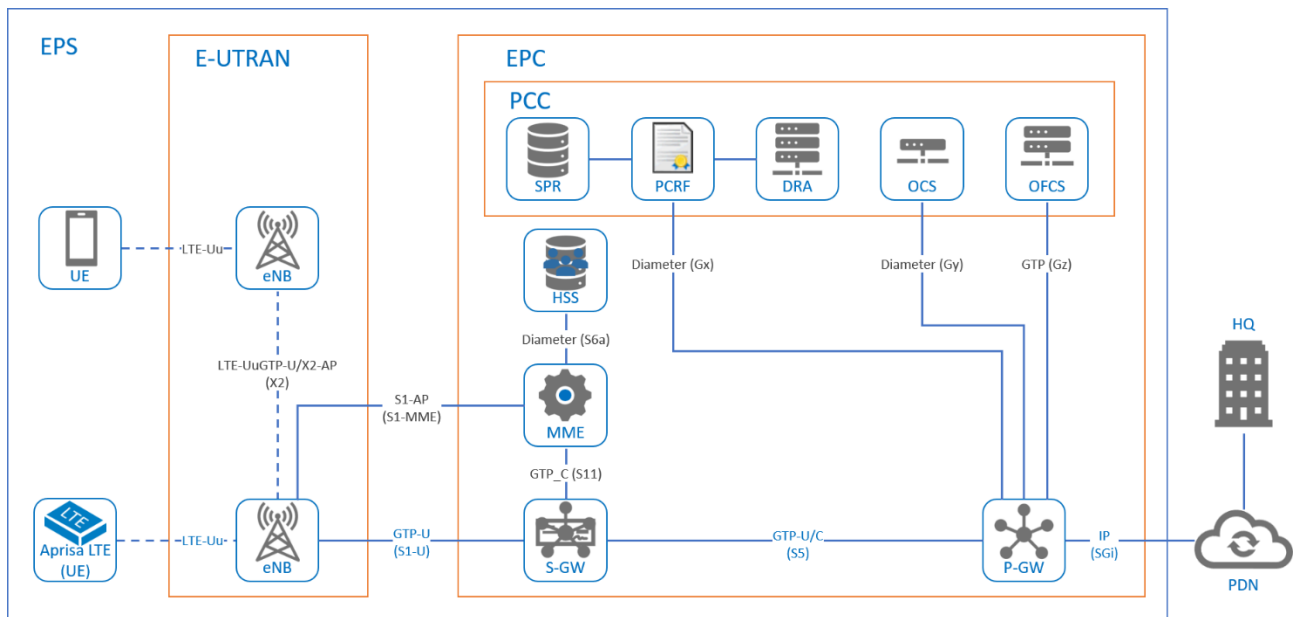 EPS
E-UTRAN
EPC
PCC
SPR
PCRF
DRA
OCS
OFCS
UE
LTE-Uu
eNB
HSS
Diameter (Gx)
Diameter (Gy)
GTP (Gz)
HQ
Diameter (S6a)
LTE-UuGTP-U/X2-AP
(X2)
S1-AP
(S1-MME)
MME
GTP_C (S11)
LTE
Aprisa LTE
(UE)
LTE-Uu
eNB
GTP-U
(S1-U)
S-GW
GTP-U/C
(S5)
P-GW
IP
(SGi)
PDN